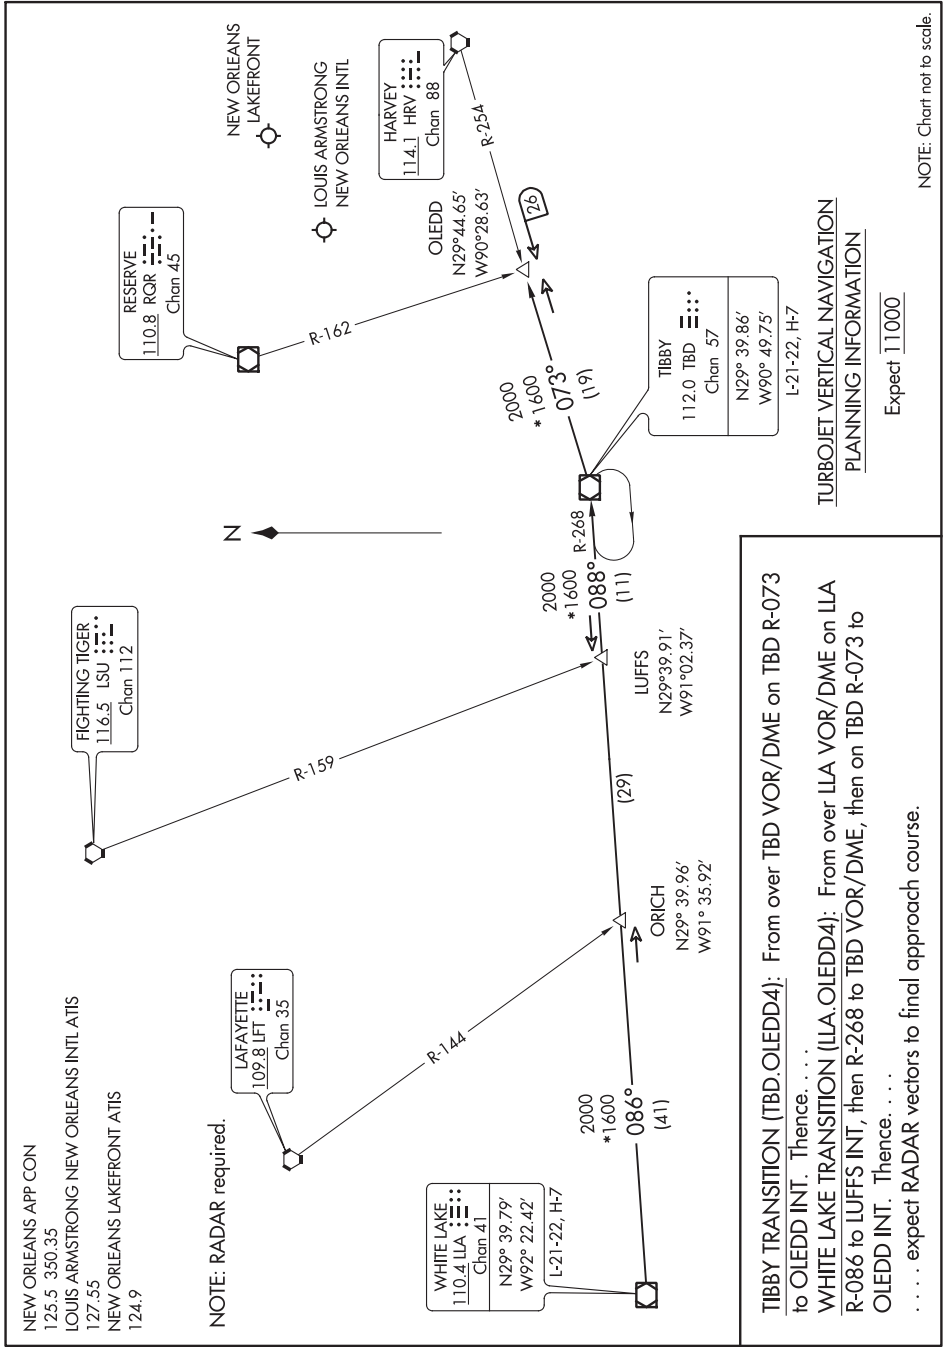 NEW ORLEANS APP CON
125.5 350.35
LOUIS ARMSTRONG NEW ORLEANS INTL ATIS
127.55
NEW ORLEANS LAKEFRONT ATIS
124.9
NOTE: RADAR required.
FIGHTING TIGER
116.5 LSU
Chan 112
RESERVE
110.8 RQR
Chan 45
NEW ORLEANS
LAKEFRONT
LOUIS ARMSTRONG
NEW ORLEANS INTL
HARVEY
114.1 HRV
Chan 88
LAFAYETTE
109.8 LFT
Chan 35
N
R-162
R-254
OLEDD
N29°44.65'
W90°28.63'
26
R-159
R-144
2000
*1600
073°
(19)
R-268
2000
*1600
088°
(11)
WHITE LAKE
110.4 LLA
Chan 41
N29° 39.79'
W92° 22.42'
L-21-22, H-7
2000
*1600
086°
(41)
ORICH
N29° 39.96'
W91° 35.92'
(29)
LUFFS
N29°39.91'
W91°02.37'
TIBBY
112.0 TBD
Chan 57
N29° 39.86'
W90° 49.75'
L-21-22, H-7
TURBOJET VERTICAL NAVIGATION
PLANNING INFORMATION
Expect 11000
TIBBY TRANSITION (TBD.OLEDD4): From over TBD VOR/DME on TBD R-073
to OLEDD INT. Thence. . . .
WHITE LAKE TRANSITION (LLA.OLEDD4): From over LLA VOR/DME on LLA
R-086 to LUFFS INT, then R-268 to TBD VOR/DME, then on TBD R-073 to
OLEDD INT. Thence. . . .
. . . . expect RADAR vectors to final approach course.
NOTE: Chart not to scale.